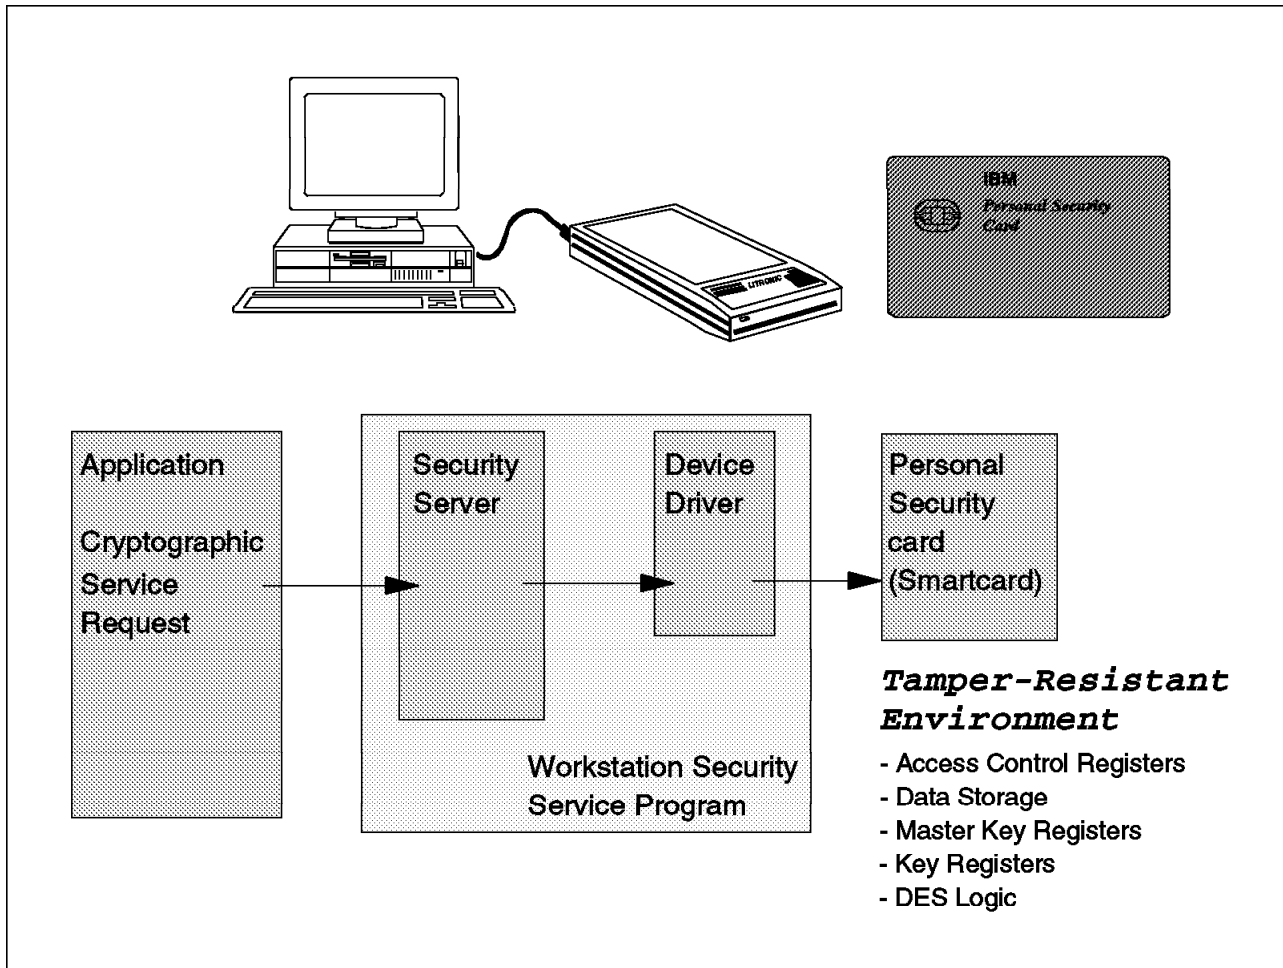 IBM
Personal Security
Card
LITRONIC
Application
Cryptographic
Service
Request
Security
Server
Device
Driver
Workstation Security
Service Program
Personal
Security
card
(Smartcard)
Tamper-Resistant
Environment
- Access Control Registers
- Data Storage
- Master Key Registers
- Key Registers
- DES Logic